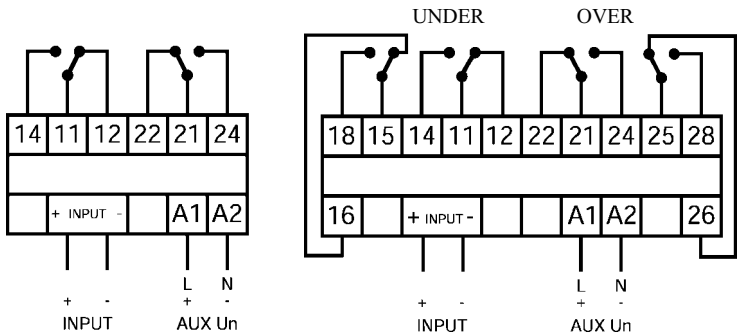 UNDER OVER
14 11 12 22 21 24
18 15 14 11 12 22 21 24 25 28
+ INPUT - A1 A2
16 + INPUT - A1 A2 26
L N
+ - + -
INPUT AUX Un
L N
+ - + -
INPUT AUX Un